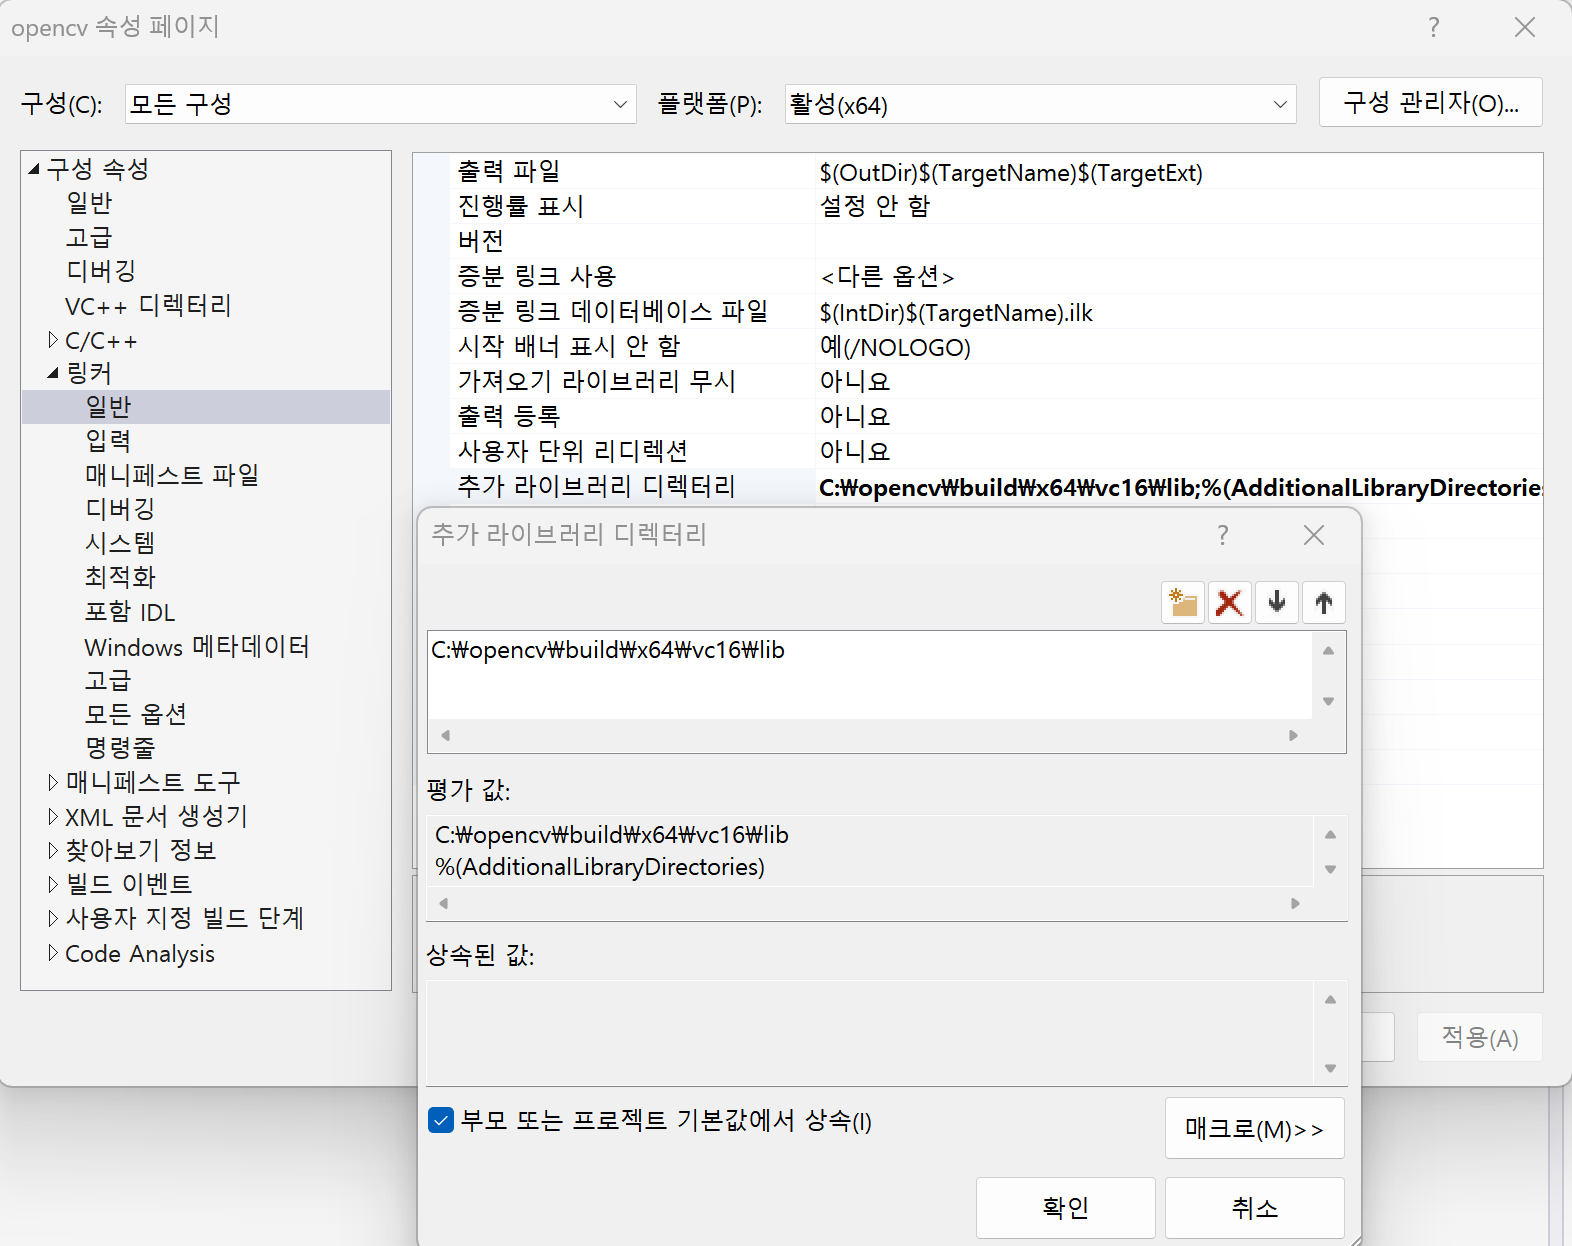 opencv 속성 페이지
구성(C): 모든 구성 플랫폼(P): 활성(x64) 구성 관리자(O)...
구성 속성
일반
고급
디버깅
VC++ 디렉터리
C/C++
링커
일반
입력
매니페스트 파일
디버깅
시스템
최적화
포함 IDL
Windows 메타데이터
고급
모든 옵션
명령줄
매니페스트 도구
XML 문서 생성기
찾아보기 정보
빌드 이벤트
사용자 지정 빌드 단계
Code Analysis
출력 파일 $(OutDir)$(TargetName)$(TargetExt)
진행률 표시 설정 안 함
버전
증분 링크 사용 <다른 옵션>
증분 링크 데이터베이스 파일 $(IntDir)$(TargetName).ilk
시작 배너 표시 안 함 예(/NOLOGO)
가져오기 라이브러리 무시 아니요
출력 등록 아니요
사용자 단위 리디렉션 아니요
추가 라이브러리 디렉터리 C:₩opencv₩build₩x64₩vc16₩lib;%(AdditionalLibraryDirectories
추가 라이브러리 디렉터리
C:₩opencv₩build₩x64₩vc16₩lib
평가 값:
C:₩opencv₩build₩x64₩vc16₩lib
%(AdditionalLibraryDirectories)
상속된 값:
부모 또는 프로젝트 기본값에서 상속(I)
매크로(M)>>
확인 취소
적용(A)